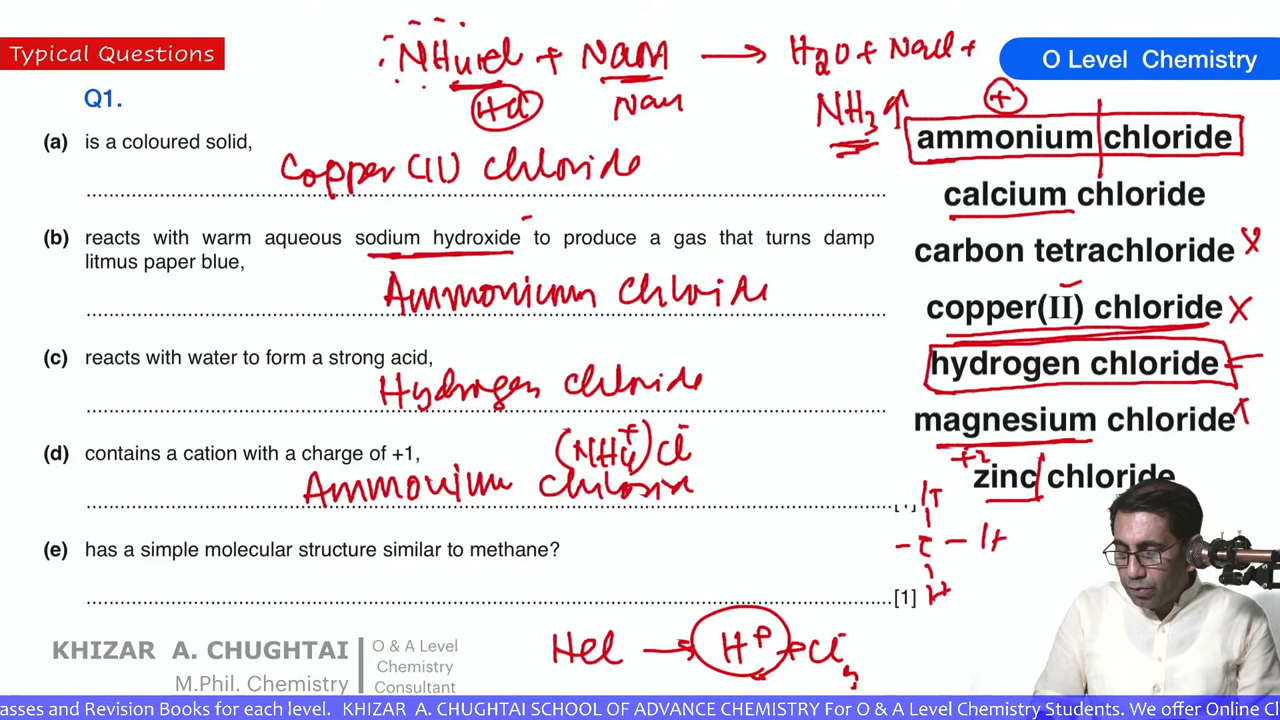 Typical Questions
NH4Cl + NaOH → H2O + NaCl +
HCl
NaH
NH3 ↑
+
O Level Chemistry
Q1.
(a) is a coloured solid,
Copper (II) chloride
(b) reacts with warm aqueous sodium hydroxide to produce a gas that turns damp
litmus paper blue,
Ammonium chloride
(c) reacts with water to form a strong acid,
Hydrogen chloride
(d) contains a cation with a charge of +1,
(NH4+) Cl-
Ammonium chloride
(e) has a simple molecular structure similar to methane?
[1]
ammonium chloride
calcium chloride
carbon tetrachloride
copper(II) chloride
hydrogen chloride
magnesium chloride
+2
zinc chloride
H
- C - H
H
HCl → H+ + Cl-
KHIZAR A. CHUGHTAI
M.Phil. Chemistry
O & A Level
Chemistry
Consultant
asses and Revision Books for each level. KHIZAR A. CHUGHTAI SCHOOL OF ADVANCE CHEMISTRY For O & A Level Chemistry Students. We offer Online Cl